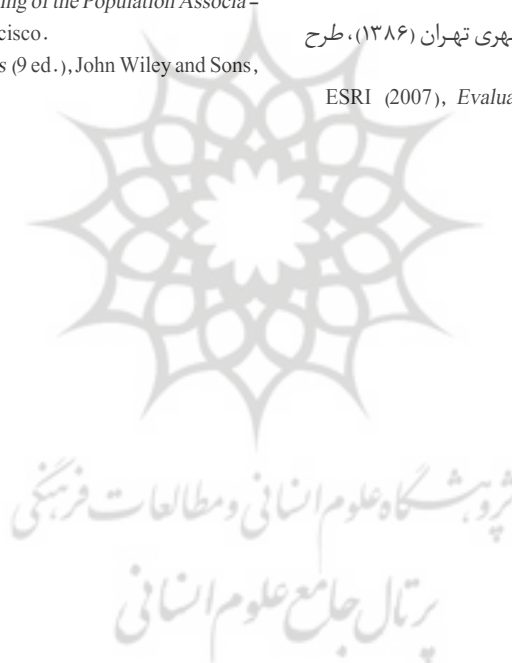 ing of the Population Associa-
cisco.
s (9 ed.), John Wiley and Sons,
هری تهران (۱۳۸۶)، طرح
ESRI (2007), Evalua
پژوهشگاه علوم انسانی و مطالعات فرهنگی
پرتال جامع علوم انسانی